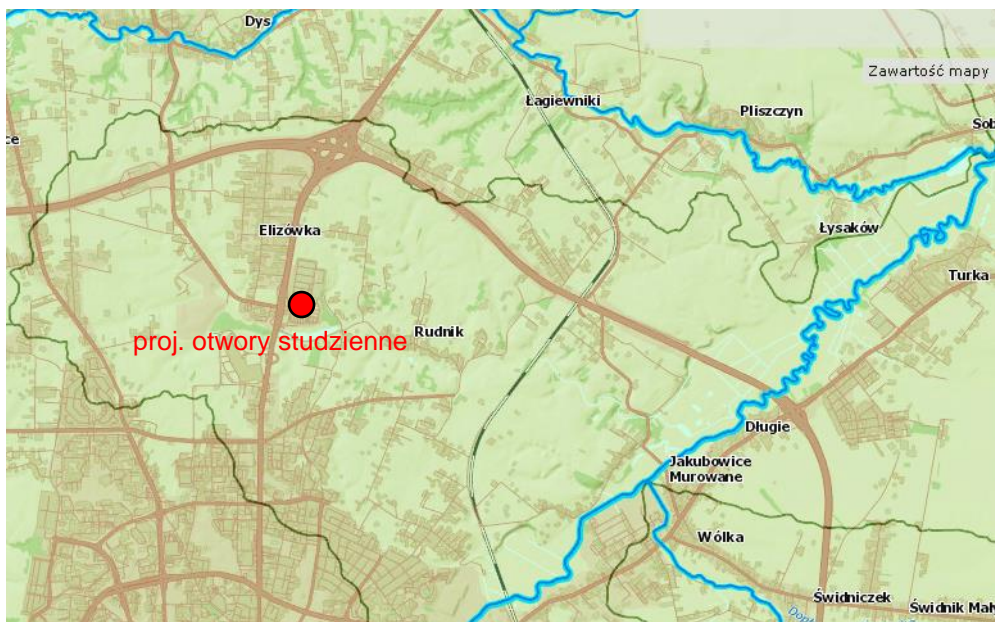 Dys
Zawartość mapy
Łagiewniki
Pliszczyn
Sob
ce
Elizówka
Łysaków
Turka
Rudnik
proj. otwory studzienne
Długie
Jakubowice
Murowane
Wólka
Świdniczek
Świdnik Mały